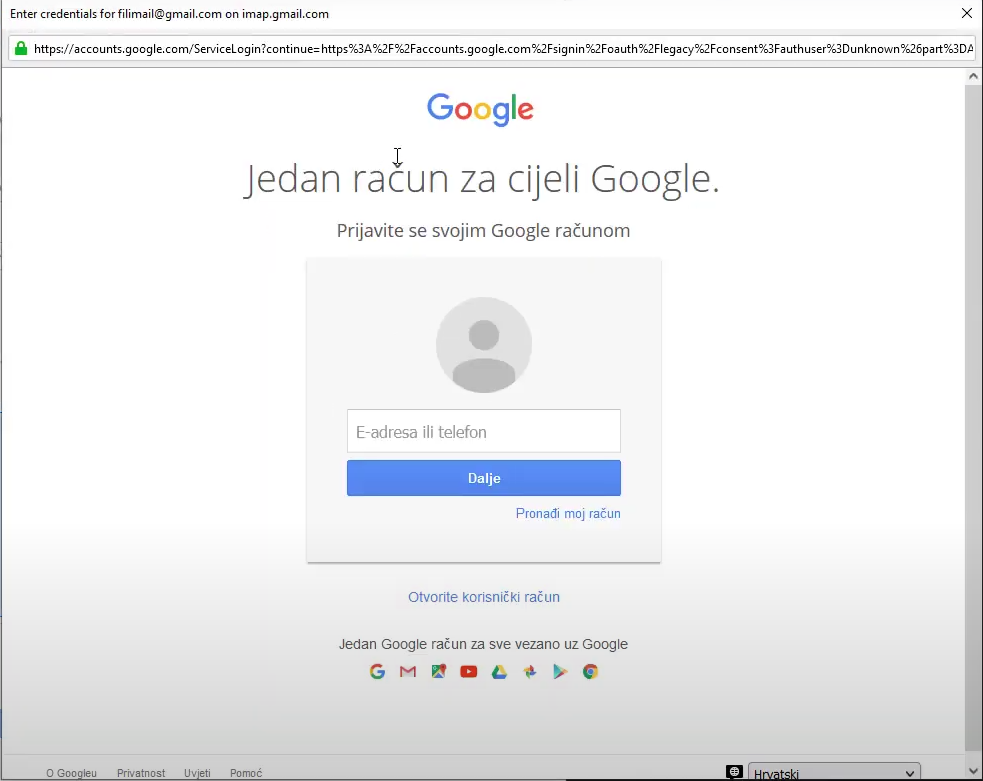 Enter credentials for filimail@gmail.com on imap.gmail.com
https://accounts.google.com/ServiceLogin?continue=https%3A%2F%2Faccounts.google.com%2Fsignin%2Foauth%2Flegacy%2Fconsent%3Fauthuser%3Dunknown%26part%3DA
Google
Jedan račun za cijeli Google.
Prijavite se svojim Google računom
E-adresa ili telefon
Dalje
Pronađi moj račun
Otvorite korisnički račun
Jedan Google račun za sve vezano uz Google
O Googleu Privatnost Uvjeti Pomoć Hrvatski